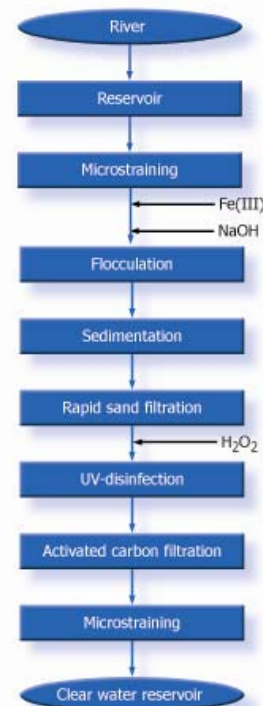 River
Reservoir
Microstraining
Fe(III)
NaOH
Flocculation
Sedimentation
Rapid sand filtration
H₂O₂
UV-disinfection
Activated carbon filtration
Microstraining
Clear water reservoir